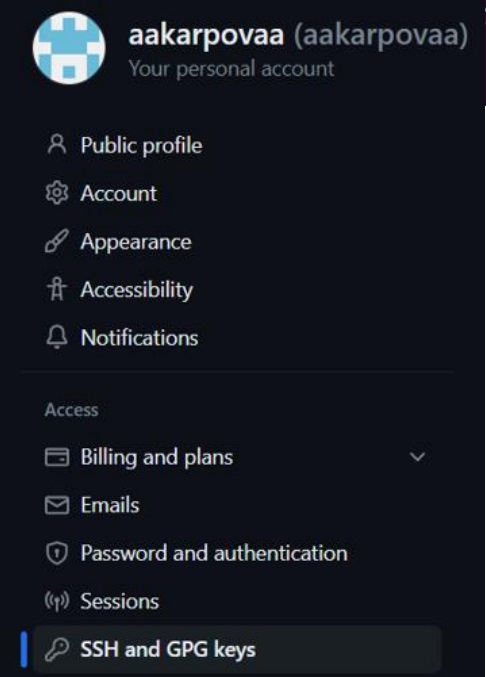 aakarpovaa (aakarpovaa)
Your personal account
Public profile
Account
Appearance
Accessibility
Notifications
Access
Billing and plans
Emails
Password and authentication
Sessions
SSH and GPG keys